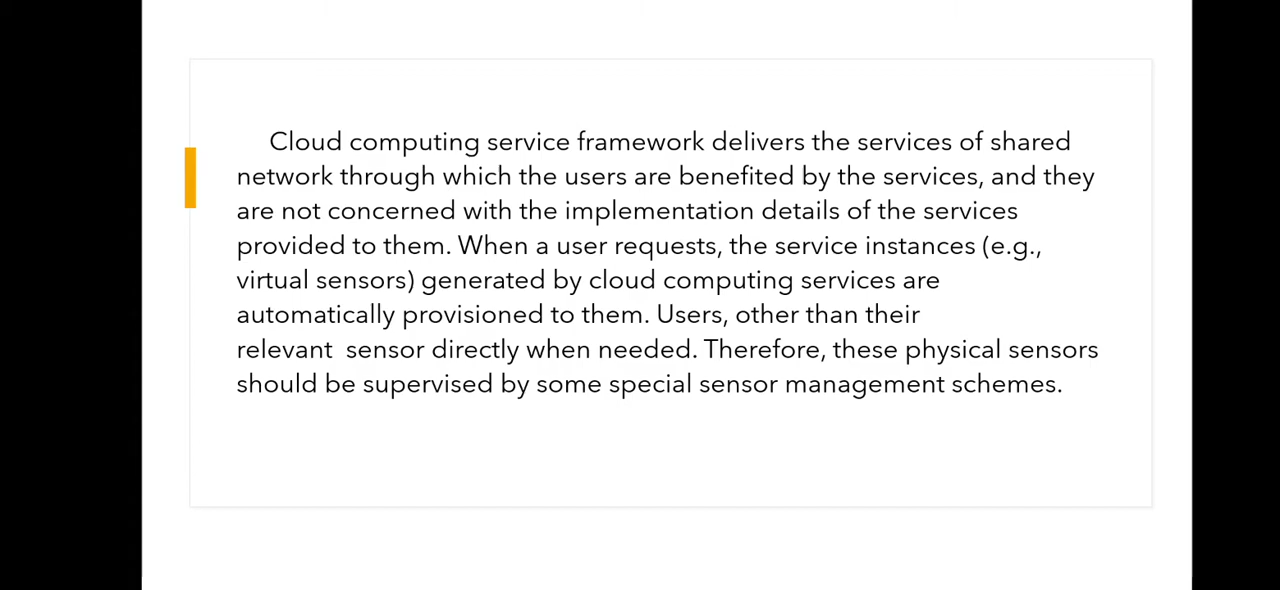 Cloud computing service framework delivers the services of shared
network through which the users are benefited by the services, and they
are not concerned with the implementation details of the services
provided to them. When a user requests, the service instances (e.g.,
virtual sensors) generated by cloud computing services are
automatically provisioned to them. Users, other than their
relevant  sensor directly when needed. Therefore, these physical sensors
should be supervised by some special sensor management schemes.